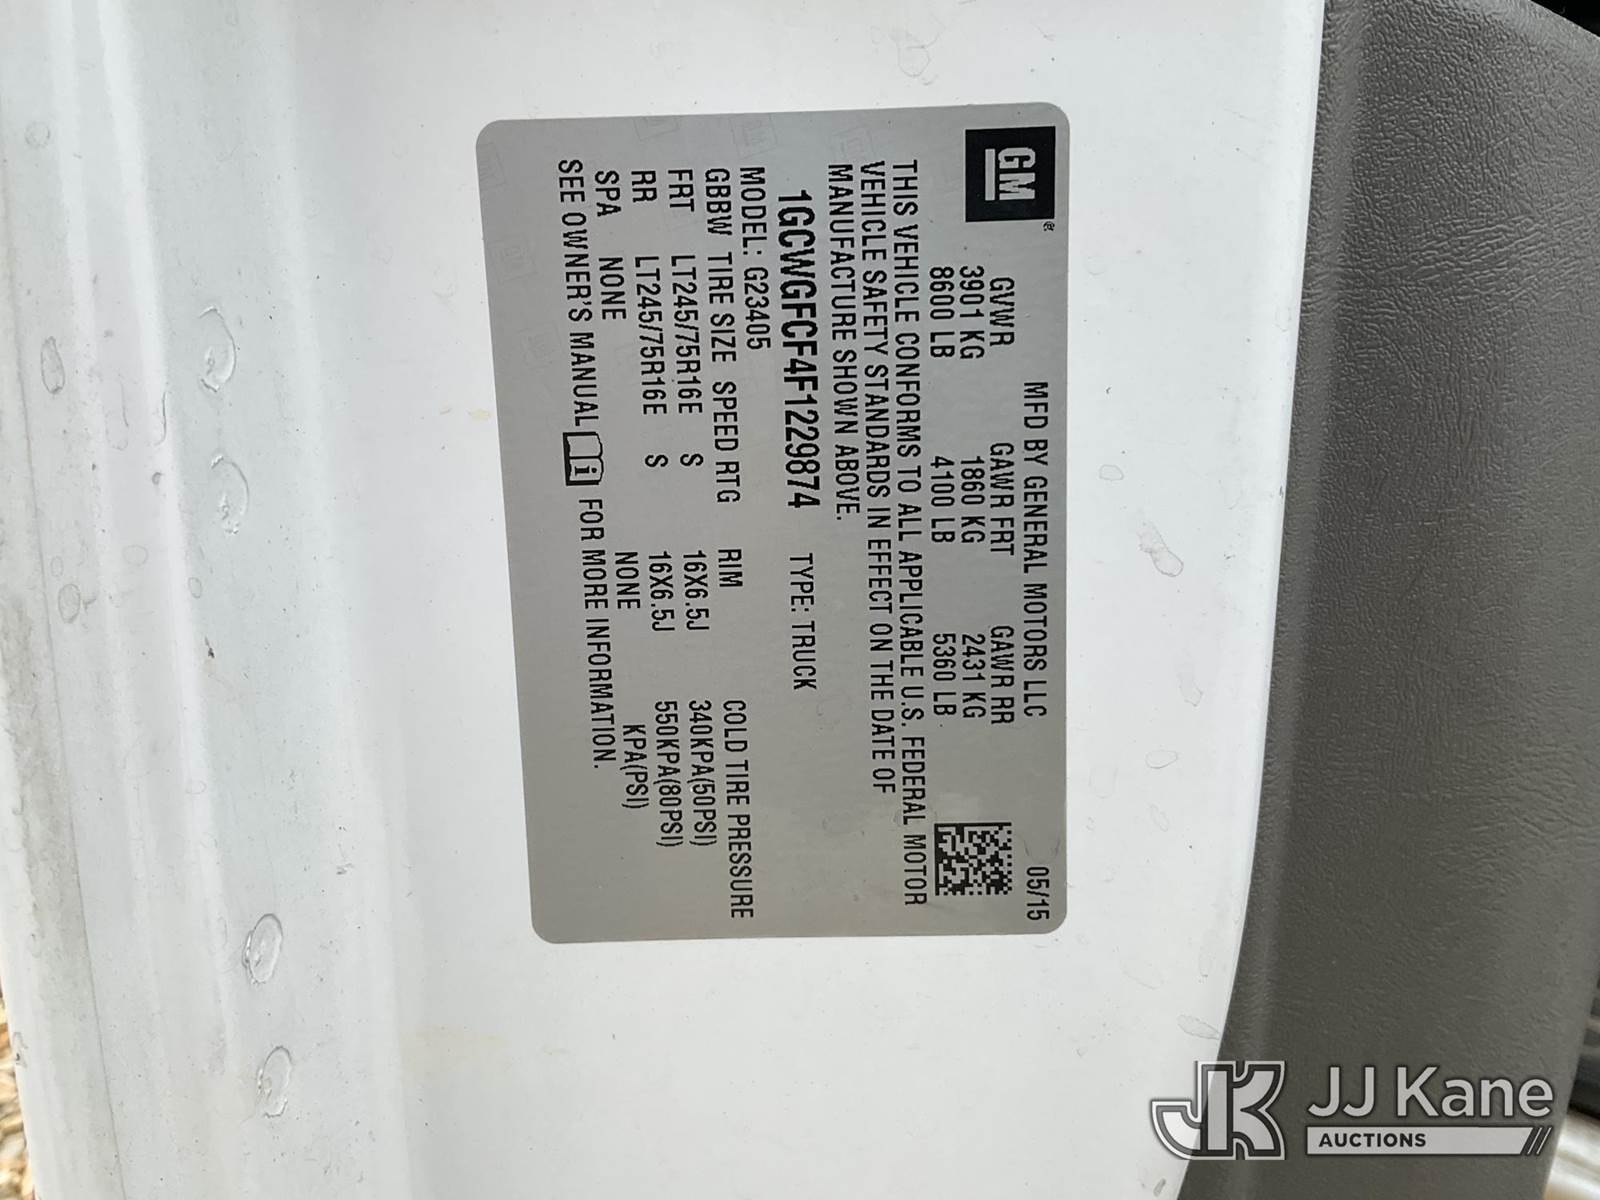 GM
MFD BY GENERAL MOTORS LLC 05/15
GVWR GAWR FRT GAWR RR
3901 KG 1860 KG 2431 KG
8600 LB 4100 LB 5360 LB
THIS VEHICLE CONFORMS TO ALL APPLICABLE U.S. FEDERAL MOTOR
VEHICLE SAFETY STANDARDS IN EFFECT ON THE DATE OF
MANUFACTURE SHOWN ABOVE.
1GCWGFCF4F1229874 TYPE: TRUCK
MODEL: G23405
GBBW TIRE SIZE SPEED RTG RIM COLD TIRE PRESSURE
FRT LT245/75R16E S 16X6.5J 340KPA(50PSI)
RR LT245/75R16E S 16X6.5J 550KPA(80PSI)
SPA NONE NONE KPA(PSI)
SEE OWNER'S MANUAL FOR MORE INFORMATION.
JK JJ Kane
AUCTIONS